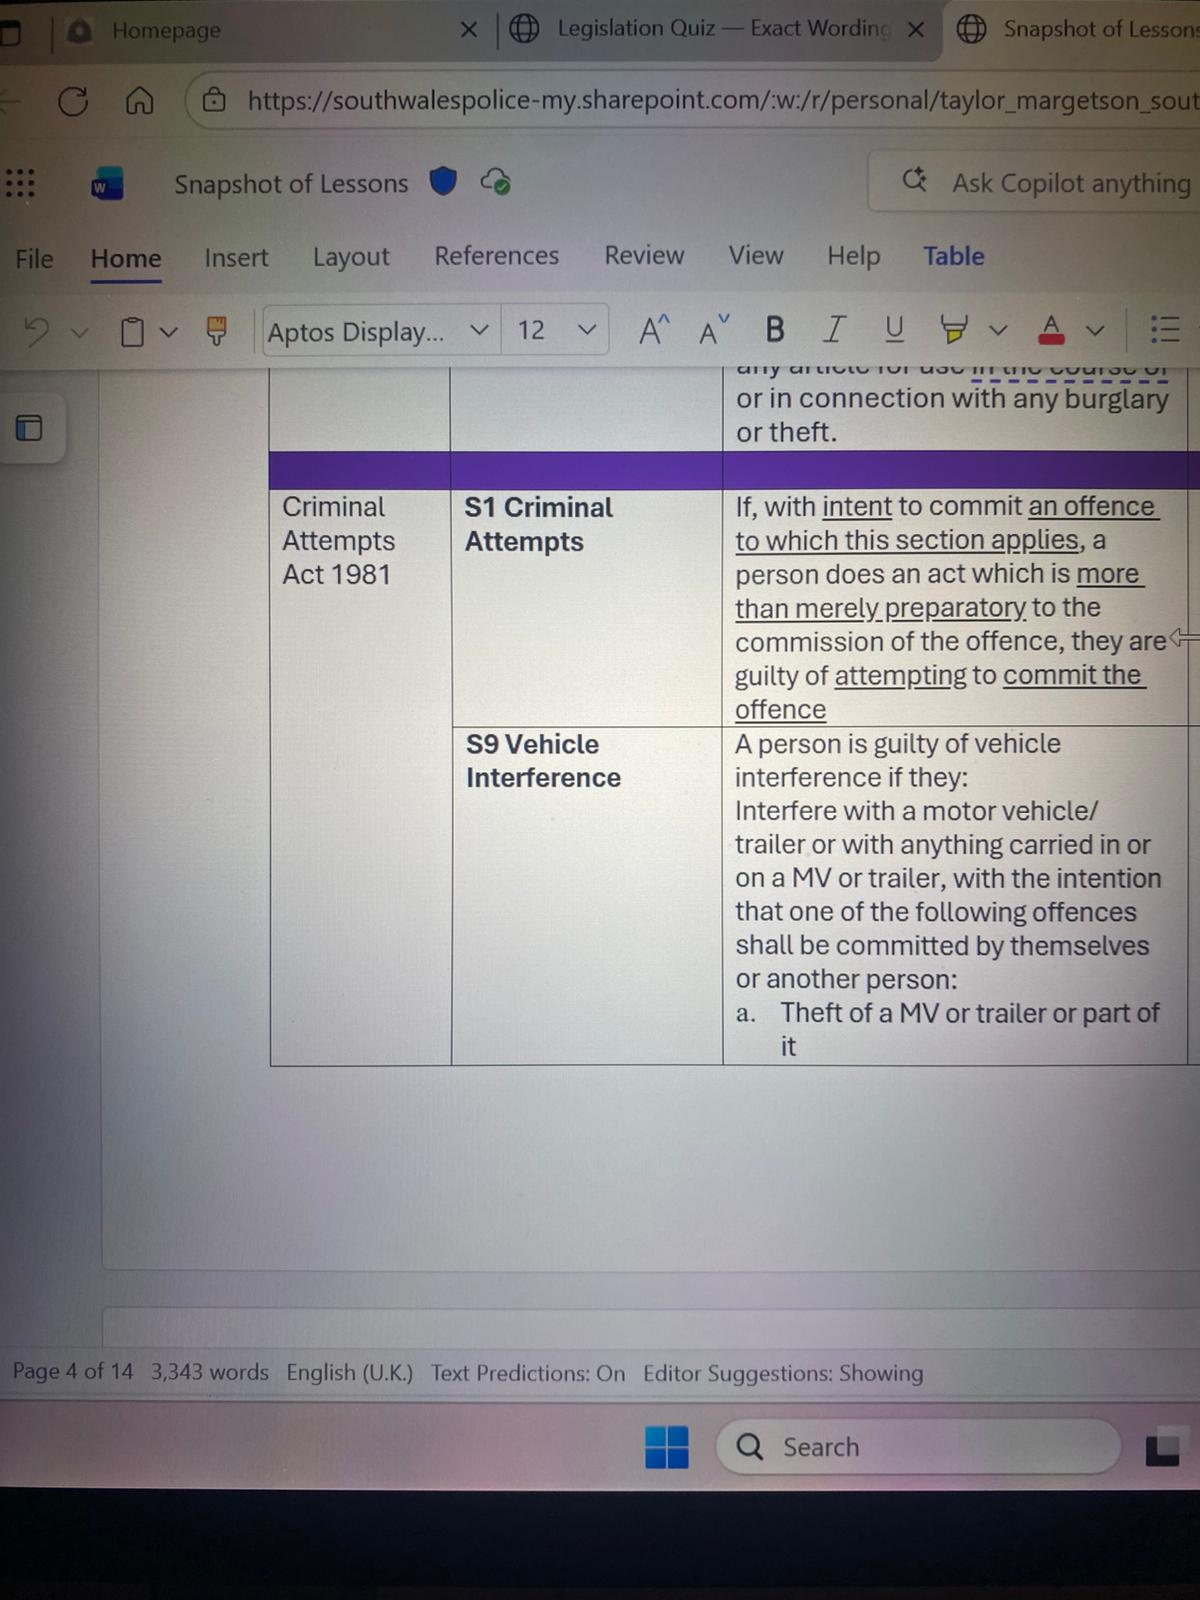 Homepage
Legislation Quiz — Exact Wording
Snapshot of Lessons
https://southwalespolice-my.sharepoint.com/:w:/r/personal/taylor_margetson_sout
W
Snapshot of Lessons
Ask Copilot anything
File Home Insert Layout References Review View Help Table
Aptos Display... 12 A A B I U A
any article for use in the course of
or in connection with any burglary
or theft.
Criminal
Attempts
Act 1981
S1 Criminal
Attempts
If, with intent to commit an offence
to which this section applies, a
person does an act which is more
than merely preparatory to the
commission of the offence, they are
guilty of attempting to commit the
offence
S9 Vehicle
Interference
A person is guilty of vehicle
interference if they:
Interfere with a motor vehicle/
trailer or with anything carried in or
on a MV or trailer, with the intention
that one of the following offences
shall be committed by themselves
or another person:
a. Theft of a MV or trailer or part of
it
Page 4 of 14 3,343 words English (U.K.) Text Predictions: On Editor Suggestions: Showing
Search